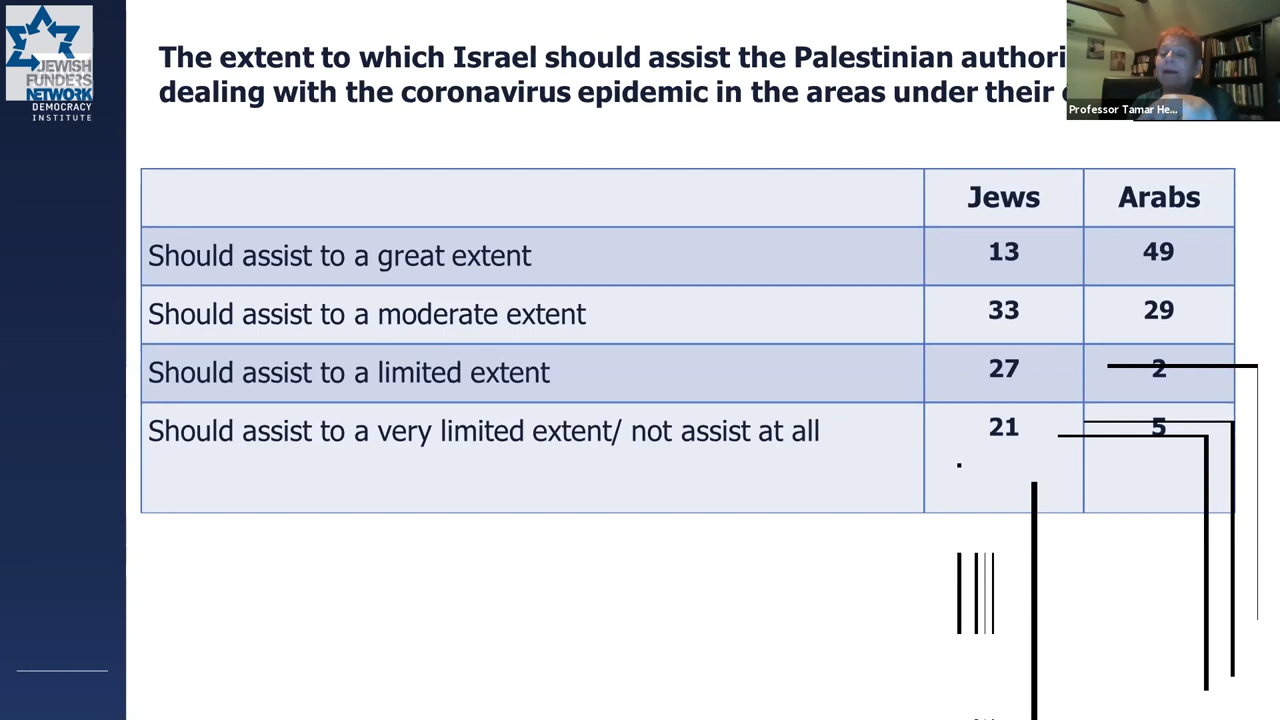 JEWISH
FUNDERS
NETWORK
DEMOCRACY
INSTITUTE
The extent to which Israel should assist the Palestinian
dealing with the coronavirus epidemic in the areas under their
Professor Tamar He...
Jews Arabs
Should assist to a great extent 13 49
Should assist to a moderate extent 33 29
Should assist to a limited extent 27 2
Should assist to a very limited extent/ not assist at all 21 5